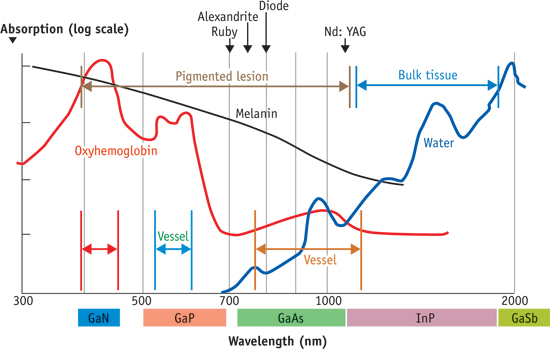 Diode
Alexandrite
Absorption (log scale)
Ruby
Nd: YAG
Pigmented lesion
Bulk tissue
Melanin
Oxyhemoglobin
Water
Vessel
Vessel
300
500
700
1000
2000
GaN
GaP
GaAs
InP
GaSb
Wavelength (nm)